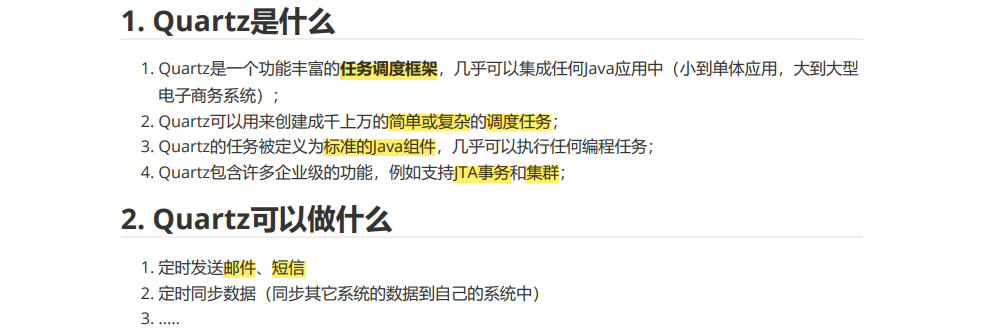 1. Quartz是什么
1. Quartz是一个功能丰富的任务调度框架，几乎可以集成任何Java应用中（小到单体应用，大到大型
电子商务系统）;
2. Quartz可以用来创建成千上万的简单或复杂的调度任务;
3. Quartz的任务被定义为标准的Java组件，几乎可以执行任何编程任务;
4. Quartz包含许多企业级的功能，例如支持JTA事务和集群;
2. Quartz可以做什么
1. 定时发送邮件、短信
2. 定时同步数据（同步其它系统的数据到自己的系统中）
3. .....